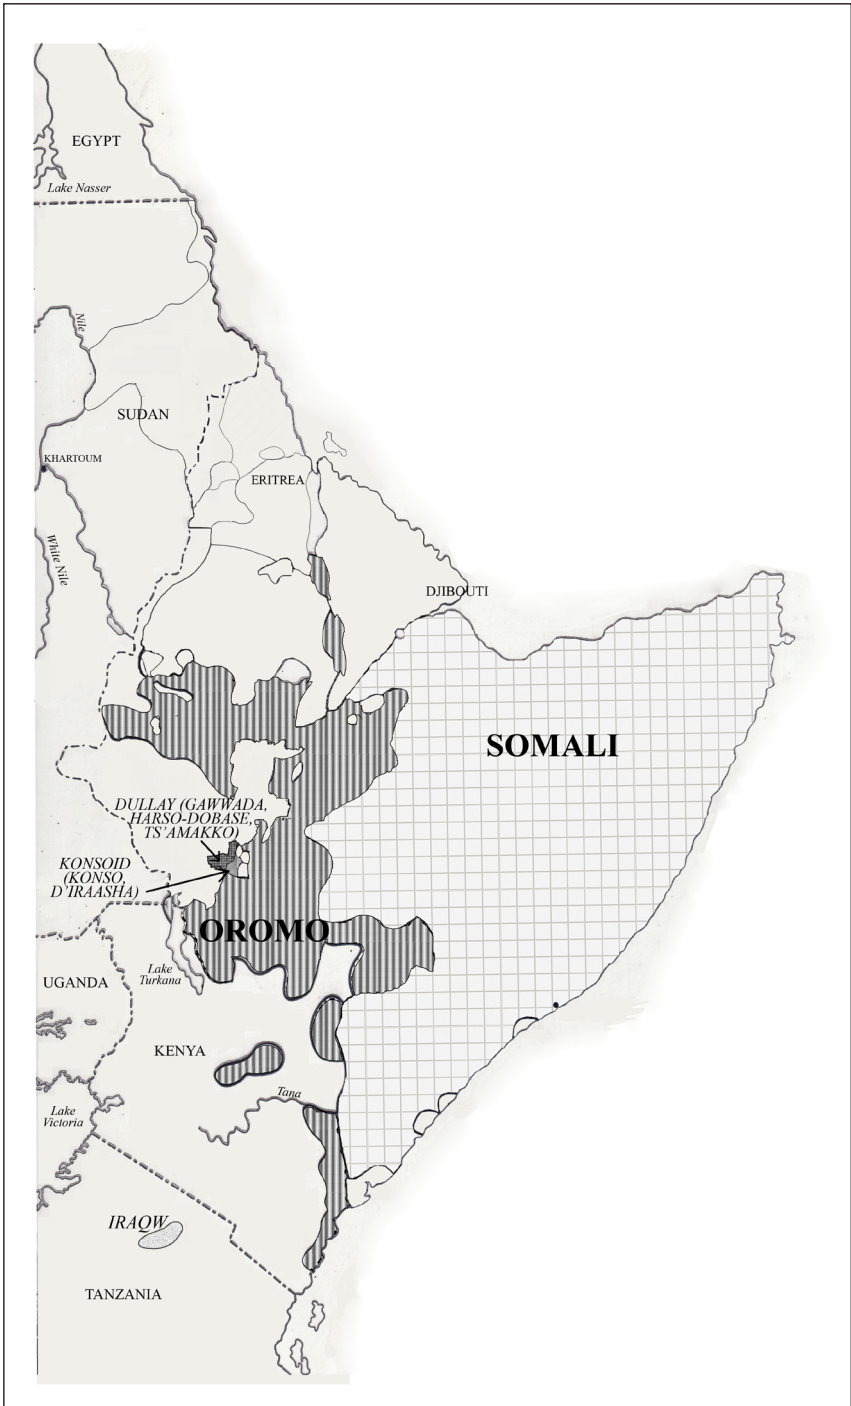 EGYPT
Lake Nasser
Nile
SUDAN
KHARTOUM
ERITREA
White Nile
DJIBOUTI
SOMALI
DULLAY (GAWWADA,
HARSO-DOBASE,
TS’AMAKKO)
KONSOID
(KONSO,
D’IRAASHA)
OROMO
Lake
Turkana
UGANDA
KENYA
Tana
Lake
Victoria
IRAQW
TANZANIA